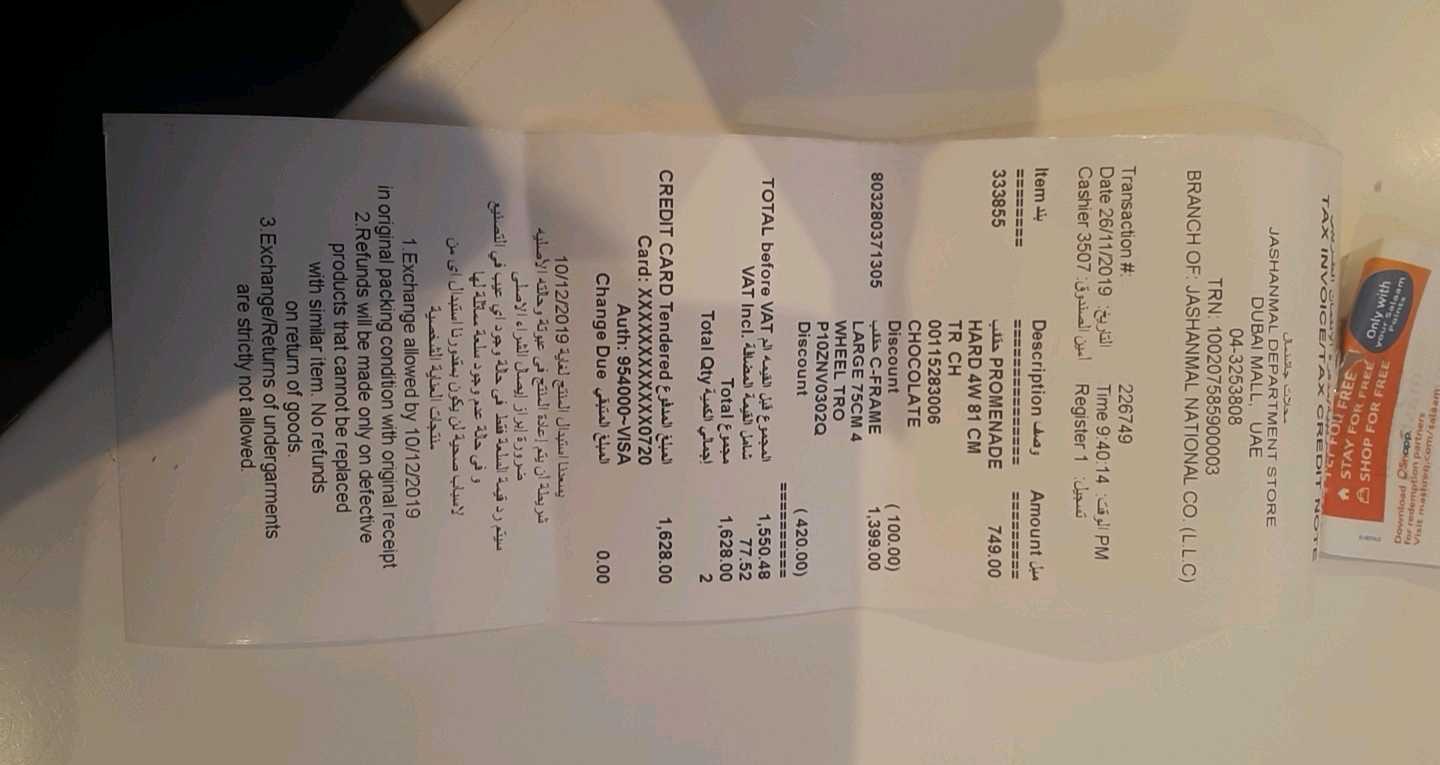 Visit mashreq.com/salaam
for redemption partners
Download Snapp.
Only with
your Salaam
Points
SHOP FOR FREE
STAY FOR FREE
FOR FREE
TAX INVOICE/TAX CREDIT NOTE
محلات جاشنمال
JASHANMAL DEPARTMENT STORE
DUBAI MALL, UAE
04-3253808
TRN: 100207585900003
BRANCH OF: JASHANMAL NATIONAL CO. (L.L.C)
Transaction #: 226749
Date 26/11/2019 التاريخ: Time 9:40:14 الوقت: PM
Cashier 3507 أمين الصندوق: Register 1 تسجيل:
Item بند Description وصف Amount مبل
======== =============== =========
333855 حقائب PROMENADE 749.00
HARD 4W 81 CM
TR CH
00115283006
CHOCOLATE
Discount ( 100.00)
803280371305 حقائب C-FRAME 1,399.00
LARGE 75CM 4
WHEEL TRO
P10ZNV0302Q
Discount ( 420.00)
==========
TOTAL before VAT المجموع قبل القيمه الم 1,550.48
VAT Incl. شامل القيمة المضافة 77.52
Total مجموع 1,628.00
Total Qty إجمالي الكمية 2
CREDIT CARD Tendered المبلغ المدفوع 1,628.00
Card: XXXXXXXXXXXX0720
Auth: 954000~VISA
Change Due المبلغ المتبقي 0.00
يسعدنا استبدال المنتج لغاية 10/12/2019
شريطة أن يتم إعادة المنتج فى عبوتة وحالته الأصليه
ضرورة إبراز إيصال الشراء الاصلى
سيتم رد قيمة السلعة فقط فى حالة وجود اي عيب في التصنيع
و فى حالة عدم وجود سلعة مماثلة لها
لاسباب صحية لن يكون بمقدورنا استبدال اى من
منتجات العناية الشخصية
1.Exchange allowed by 10/12/2019
in original packing condition with original receipt
2.Refunds will be made only on defective
products that cannot be replaced
with similar item. No refunds
on return of goods.
3.Exchange/Returns of undergarments
are strictly not allowed.